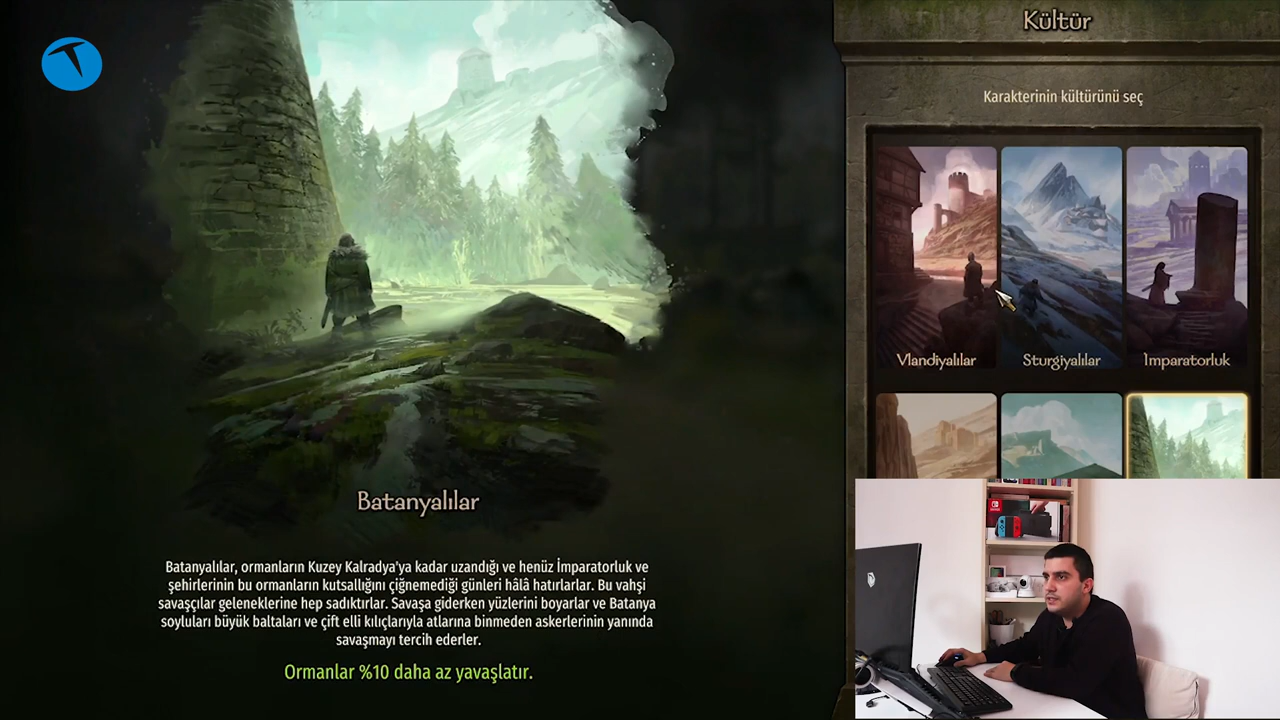 Kültür
Karakterinin kültürünü seç
Vlandiyalılar
Sturgiyalılar
İmparatorluk
Batanyalılar
Batanyalılar, ormanların Kuzey Kalradya'ya kadar uzandığı ve henüz İmparatorluk ve
şehirlerinin bu ormanların kutsallığını çiğnemediği günleri hâlâ hatırlarlar. Bu vahşi
savaşçılar geleneklerine hep sadıktırlar. Savaşa giderken yüzlerini boyarlar ve Batanya
soyluları büyük baltaları ve çift elli kılıçlarıyla atlarına binmeden askerlerinin yanında
savaşmayı tercih ederler.
Ormanlar %10 daha az yavaşlatır.